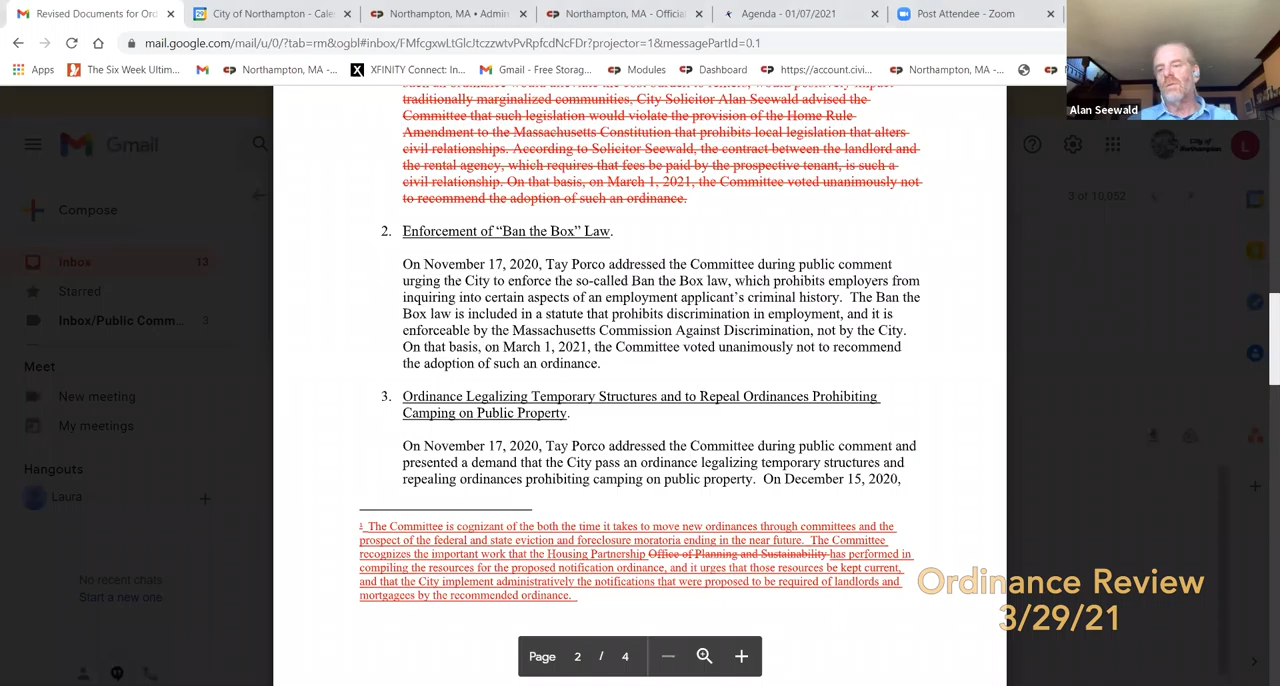 Revised Documents for Ord
City of Northampton - Cale
Northampton, MA • Admin
Northampton, MA - Official
Agenda - 01/07/2021
Post Attendee - Zoom
mail.google.com/mail/u/0/?tab=rm&ogbl#inbox/FMfcgxwLtGlcJtczzwtvPvRpfcdNcFDr?projector=1&messagePartId=0.1
Apps
The Six Week Ultim...
Northampton, MA -...
XFINITY Connect: In...
Gmail - Free Storag...
Modules
Dashboard
https://account.civi...
Northampton, MA -...
Alan Seewald
traditionally marginalized communities, City Solicitor Alan Seewald advised the
Committee that such legislation would violate the provision of the Home Rule
Amendment to the Massachusetts Constitution that prohibits local legislation that alters
civil relationships. According to Solicitor Seewald, the contract between the landlord and
the rental agency, which requires that fees be paid by the prospective tenant, is such a
civil relationship. On that basis, on March 1, 2021, the Committee voted unanimously not
to recommend the adoption of such an ordinance.
2. Enforcement of “Ban the Box” Law.
On November 17, 2020, Tay Porco addressed the Committee during public comment
urging the City to enforce the so-called Ban the Box law, which prohibits employers from
inquiring into certain aspects of an employment applicant’s criminal history. The Ban the
Box law is included in a statute that prohibits discrimination in employment, and it is
enforceable by the Massachusetts Commission Against Discrimination, not by the City.
On that basis, on March 1, 2021, the Committee voted unanimously not to recommend
the adoption of such an ordinance.
3. Ordinance Legalizing Temporary Structures and to Repeal Ordinances Prohibiting
Camping on Public Property.
On November 17, 2020, Tay Porco addressed the Committee during public comment and
presented a demand that the City pass an ordinance legalizing temporary structures and
repealing ordinances prohibiting camping on public property. On December 15, 2020,
1 The Committee is cognizant of the both the time it takes to move new ordinances through committees and the
prospect of the federal and state eviction and foreclosure moratoria ending in the near future. The Committee
recognizes the important work that the Housing Partnership Office of Planning and Sustainability has performed in
compiling the resources for the proposed notification ordinance, and it urges that those resources be kept current,
and that the City implement administratively the notifications that were proposed to be required of landlords and
mortgagees by the recommended ordinance.
Gmail
Compose
Inbox 13
Starred
Inbox/Public Comm... 3
Meet
New meeting
My meetings
Hangouts
Laura
No recent chats
Start a new one
City of
Northampton
L
3 of 10,052
Page 2 / 4
Ordinance Review
3/29/21